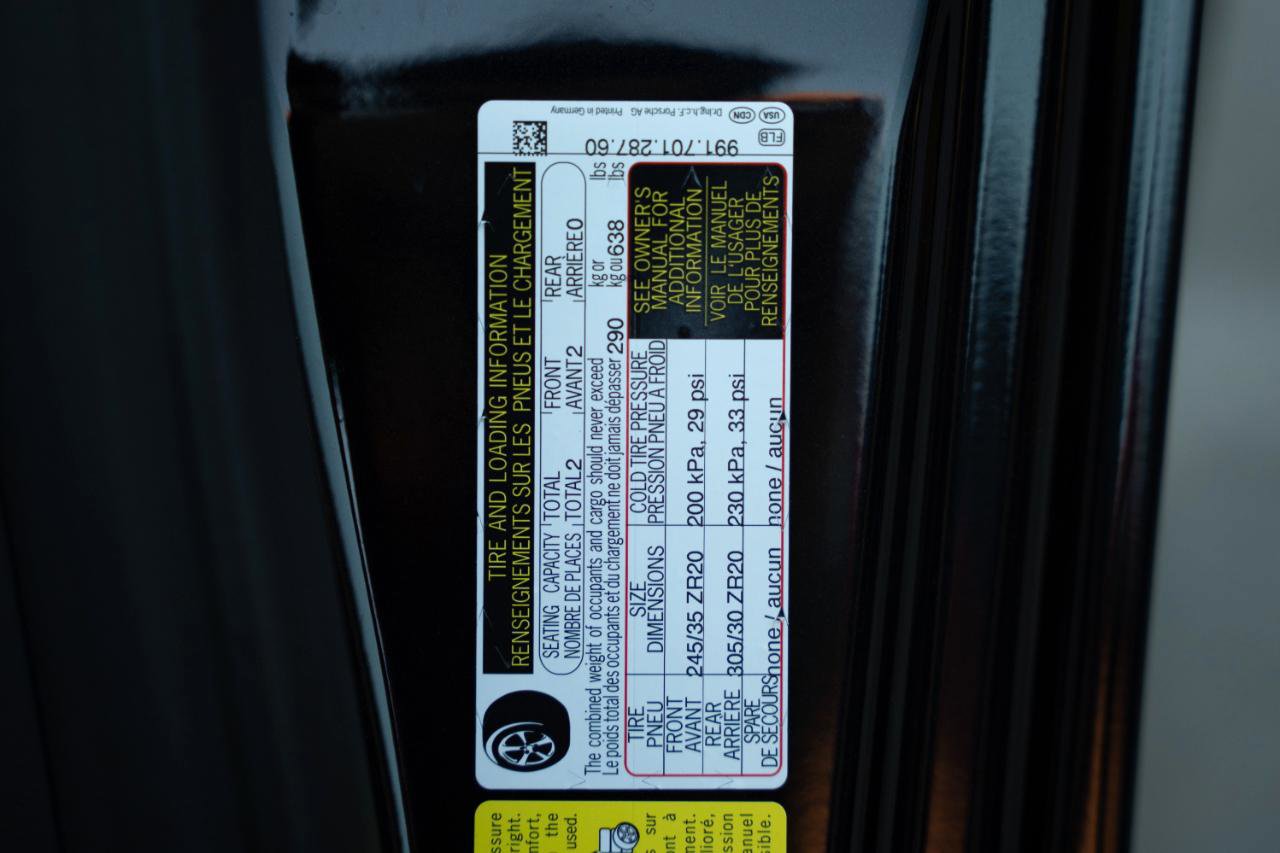 TIRE AND LOADING INFORMATION
RENSEIGNEMENTS SUR LES PNEUS ET LE CHARGEMENT
SEATING CAPACITY TOTAL FRONT REAR
NOMBRE DE PLACES TOTAL 2 AVANT 2 ARRIÈRE 0
The combined weight of occupants and cargo should never exceed kg or lbs
Le poids total des occupants et du chargement ne doit jamais dépasser 290 kg ou 638 lbs
TIRE SIZE COLD TIRE PRESSURE
PNEU DIMENSIONS PRESSION PNEU A FROID
FRONT
AVANT 245/35 ZR20 200 kPa, 29 psi
REAR
ARRIÈRE 305/30 ZR20 230 kPa, 33 psi
SPARE
DE SECOURS none / aucun none / aucun
SEE OWNER'S
MANUAL FOR
ADDITIONAL
INFORMATION
VOIR LE MANUEL
DE L'USAGER
POUR PLUS DE
RENSEIGNEMENTS
991.701.287.60
FLB
USA CDN Dr.Ing.h.c.F. Porsche AG Printed in Germany
right.
the
used.
sur